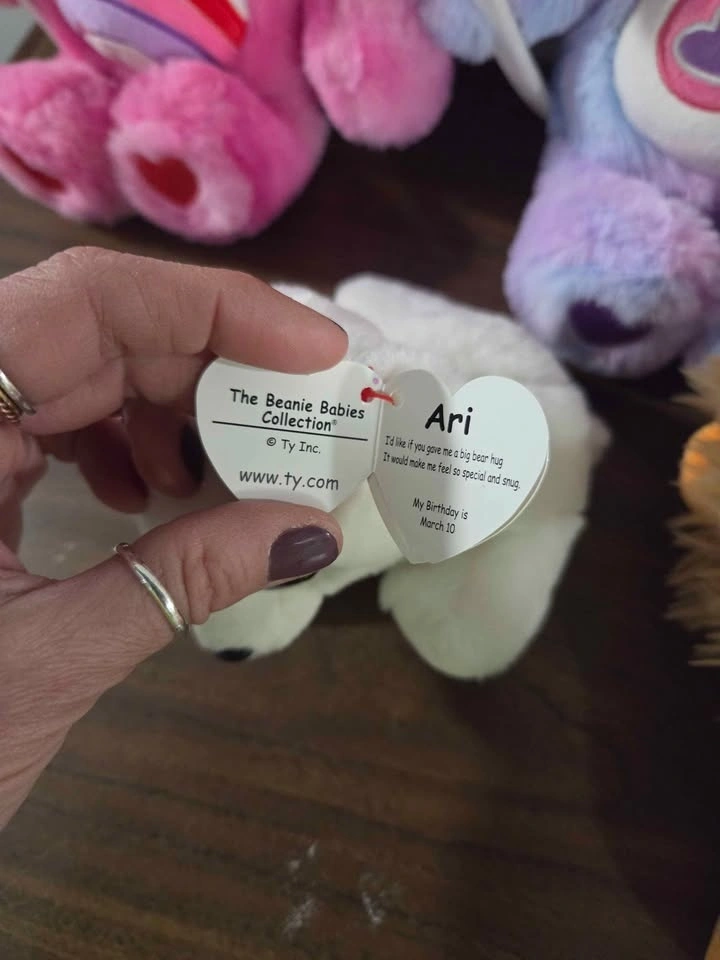 The Beanie Babies
Collection®
© Ty Inc.
www.ty.com
Ari
I'd like if you gave me a big bear hug
It would make me feel so special and snug.
My Birthday is
March 10